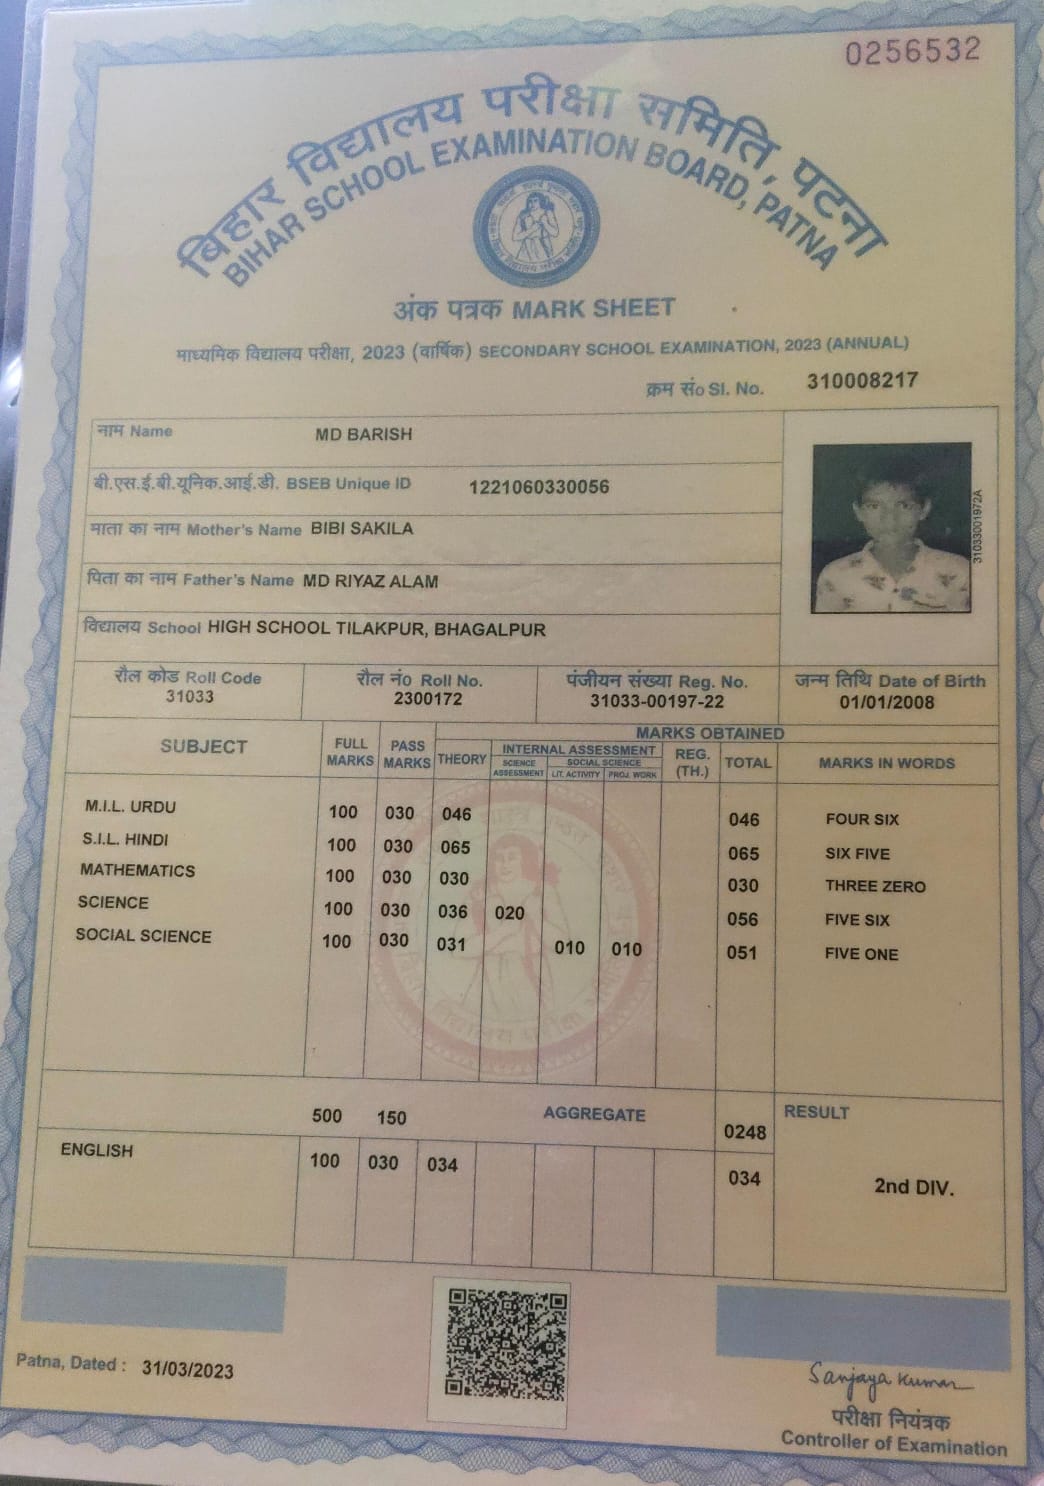 0256532
बिहार विद्यालय परीक्षा समिति, पटना
BIHAR SCHOOL EXAMINATION BOARD, PATNA
अंक पत्रक MARK SHEET
माध्यमिक विद्यालय परीक्षा, 2023 (वार्षिक) SECONDARY SCHOOL EXAMINATION, 2023 (ANNUAL)
क्रम सं० Sl. No. 310008217
नाम Name MD BARISH
बी.एस.ई.बी.यूनिक.आई.डी. BSEB Unique ID 1221060330056
माता का नाम Mother's Name BIBI SAKILA
पिता का नाम Father's Name MD RIYAZ ALAM
विद्यालय School HIGH SCHOOL TILAKPUR, BHAGALPUR
31033001972A
रौल कोड Roll Code रौल नं० Roll No. पंजीयन संख्या Reg. No. जन्म तिथि Date of Birth
31033 2300172 31033-00197-22 01/01/2008
MARKS OBTAINED
SUBJECT FULL MARKS PASS MARKS THEORY INTERNAL ASSESSMENT REG. (TH.) TOTAL MARKS IN WORDS
SCIENCE ASSESSMENT SOCIAL SCIENCE
LIT. ACTIVITY PROJ. WORK
M.I.L. URDU 100 030 046 046 FOUR SIX
S.I.L. HINDI 100 030 065 065 SIX FIVE
MATHEMATICS 100 030 030 030 THREE ZERO
SCIENCE 100 030 036 020 056 FIVE SIX
SOCIAL SCIENCE 100 030 031 010 010 051 FIVE ONE
500 150 AGGREGATE 0248 RESULT
ENGLISH 100 030 034 034
2nd DIV.
Patna, Dated : 31/03/2023
Sanjaya Kumar
परीक्षा नियंत्रक
Controller of Examination